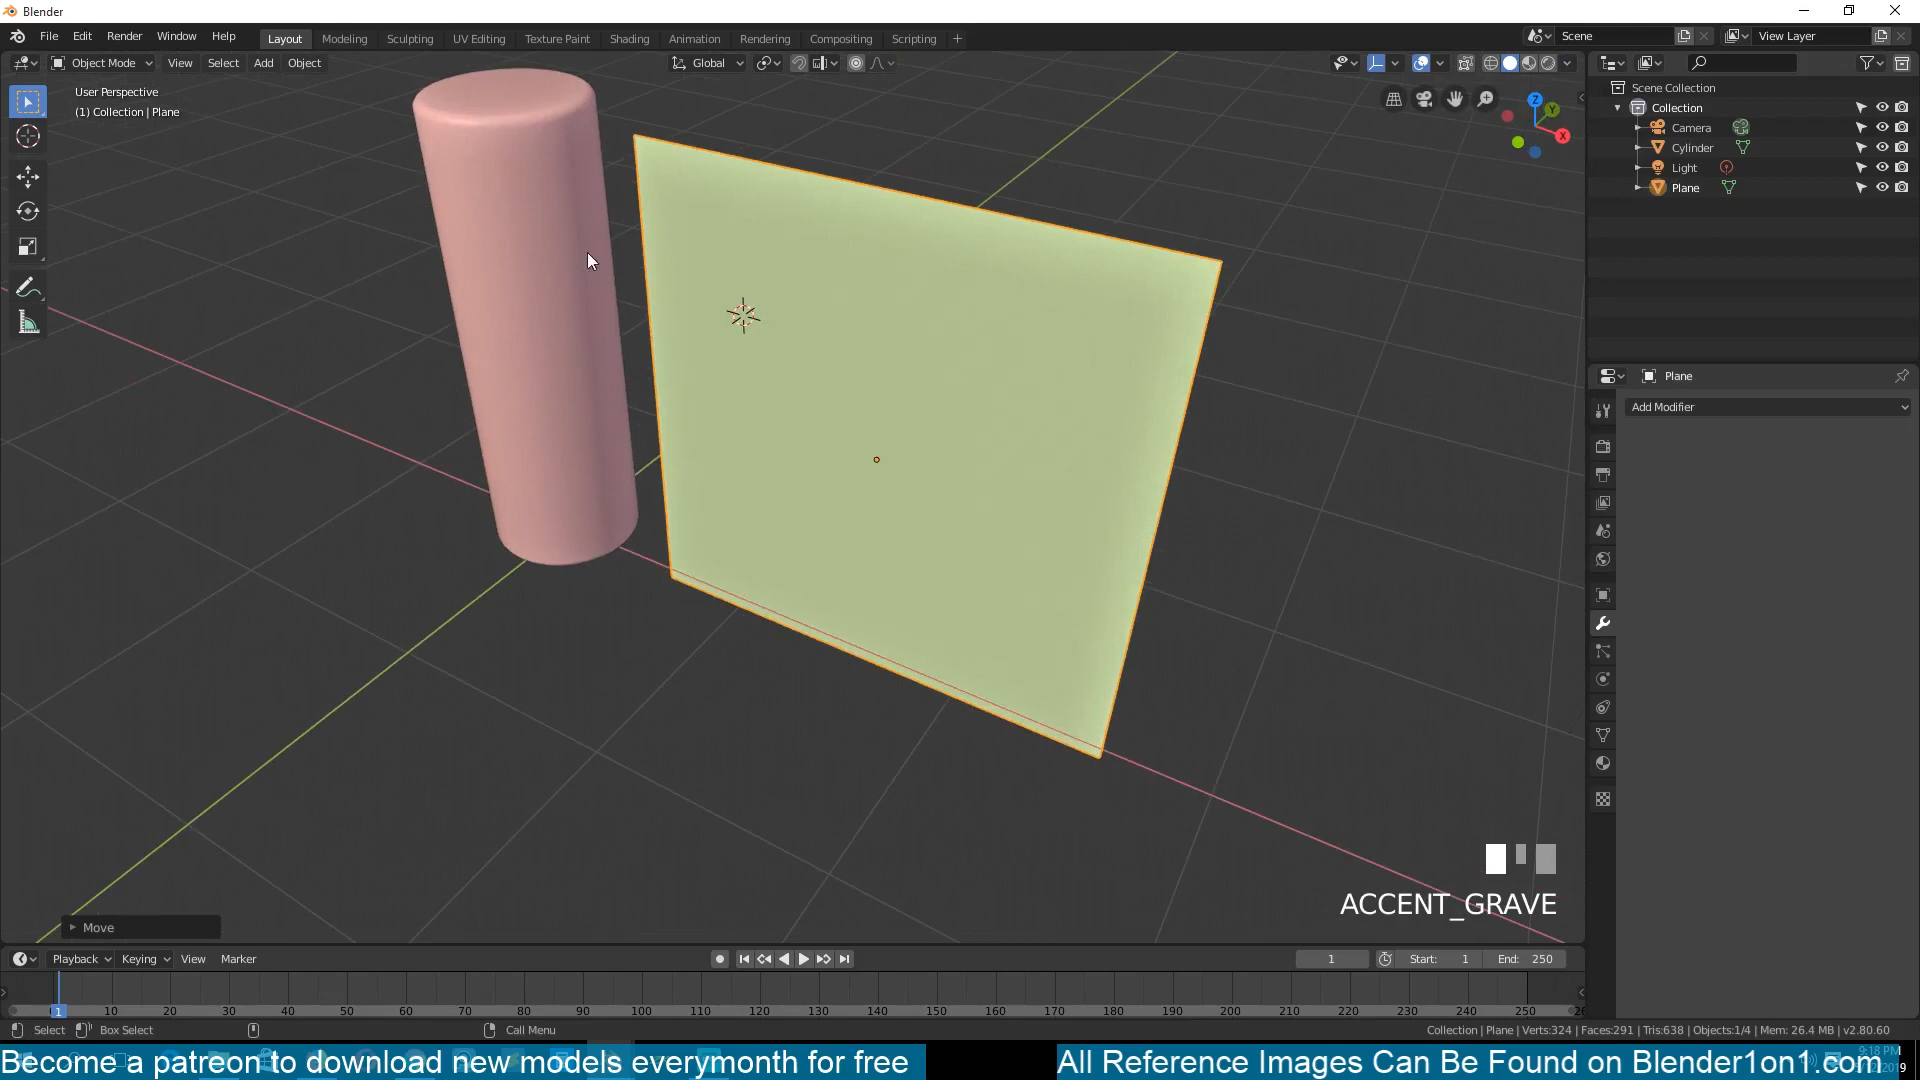 Blender
File Edit Render Window Help
Layout Modeling Sculpting UV Editing Texture Paint Shading Animation Rendering Compositing Scripting +
Scene
View Layer
Object Mode View Select Add Object
Global
User Perspective
(1) Collection | Plane
Z
Y
X
Scene Collection
Collection
Camera
Cylinder
Light
Plane
Plane
Add Modifier
ACCENT_GRAVE
Move
Playback Keying View Marker
1
Start: 1 End: 250
1 10 20 30 40 50 60 70 80 90 100 110 120 130 140 150 160 170 180 190 200 210 220 230 240 250
Select Box Select Call Menu
Collection | Plane | Verts:324 | Faces:291 | Tris:638 | Objects:1/4 | Mem: 26.4 MB | v2.80.60
Become a patreon to download new models everymonth for free
All Reference Images Can Be Found on Blender1on1.com
9:18 PM